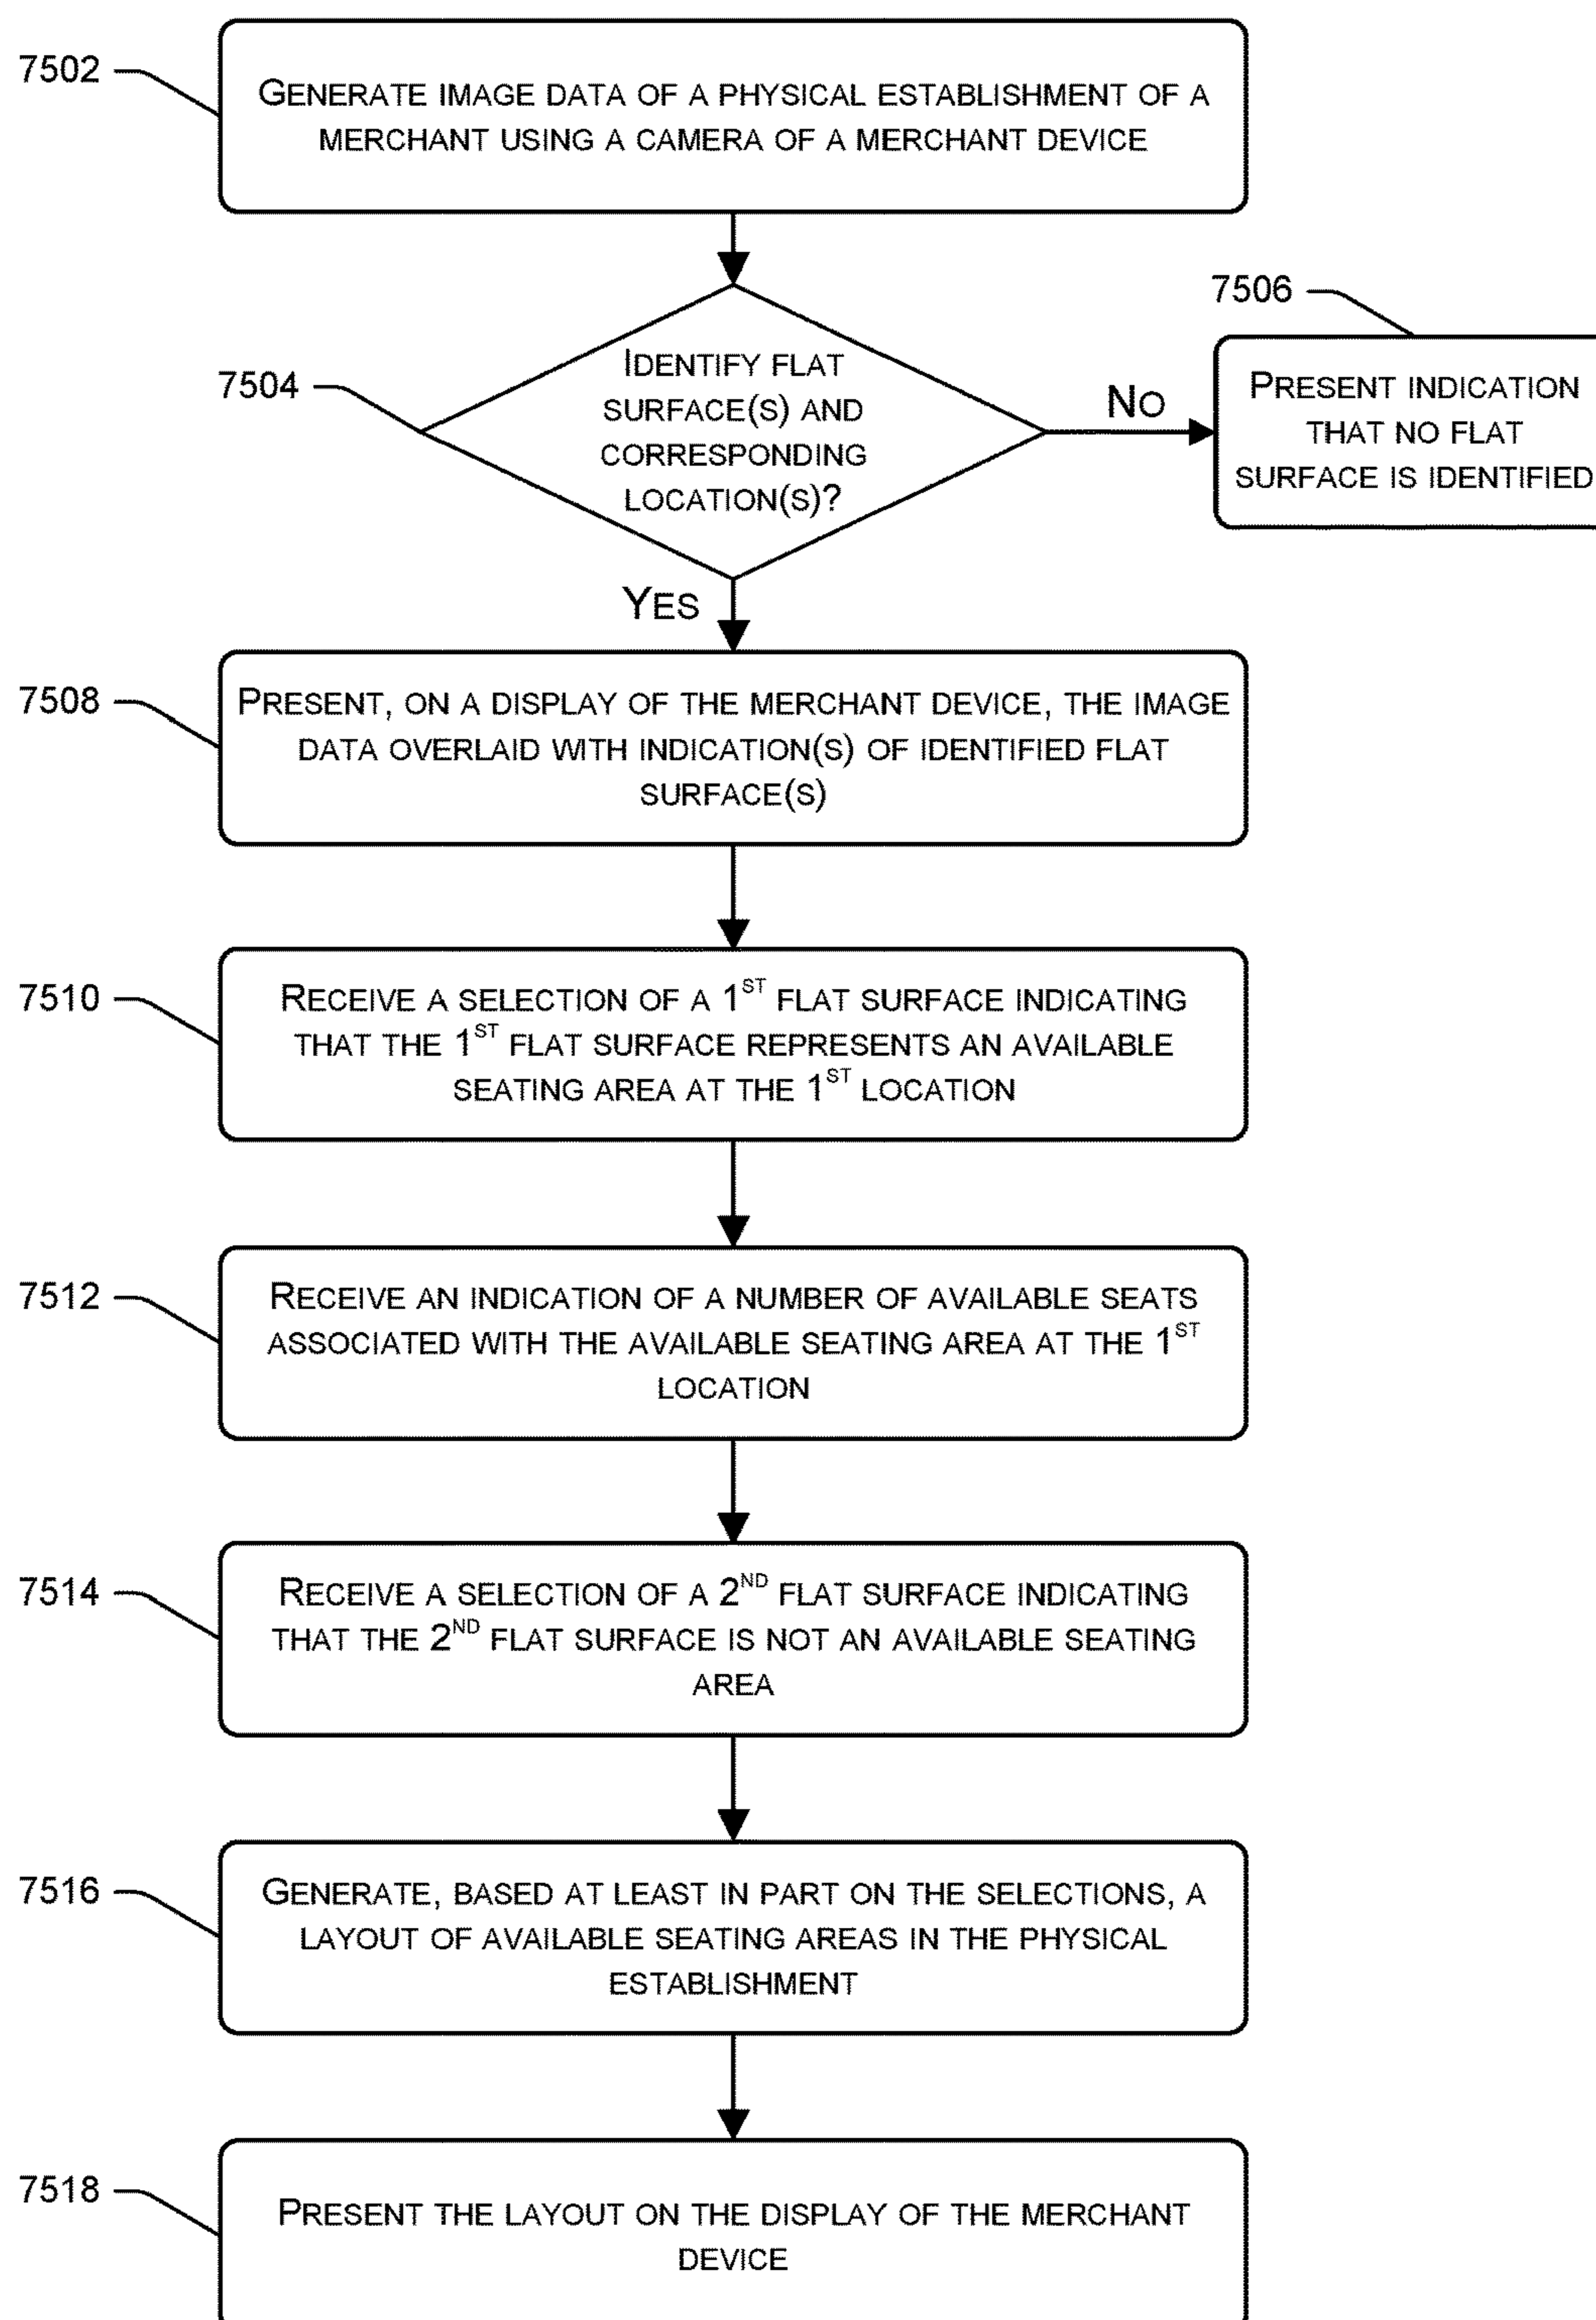 7502
GENERATE IMAGE DATA OF A PHYSICAL ESTABLISHMENT OF A
MERCHANT USING A CAMERA OF A MERCHANT DEVICE
7504
IDENTIFY FLAT
SURFACE(S) AND
CORRESPONDING
LOCATION(S)?
NO
7506
PRESENT INDICATION
THAT NO FLAT
SURFACE IS IDENTIFIED
YES
7508
PRESENT, ON A DISPLAY OF THE MERCHANT DEVICE, THE IMAGE
DATA OVERLAID WITH INDICATION(S) OF IDENTIFIED FLAT
SURFACE(S)
7510
RECEIVE A SELECTION OF A 1ST FLAT SURFACE INDICATING
THAT THE 1ST FLAT SURFACE REPRESENTS AN AVAILABLE
SEATING AREA AT THE 1ST LOCATION
7512
RECEIVE AN INDICATION OF A NUMBER OF AVAILABLE SEATS
ASSOCIATED WITH THE AVAILABLE SEATING AREA AT THE 1ST
LOCATION
7514
RECEIVE A SELECTION OF A 2ND FLAT SURFACE INDICATING
THAT THE 2ND FLAT SURFACE IS NOT AN AVAILABLE SEATING
AREA
7516
GENERATE, BASED AT LEAST IN PART ON THE SELECTIONS, A
LAYOUT OF AVAILABLE SEATING AREAS IN THE PHYSICAL
ESTABLISHMENT
7518
PRESENT THE LAYOUT ON THE DISPLAY OF THE MERCHANT
DEVICE